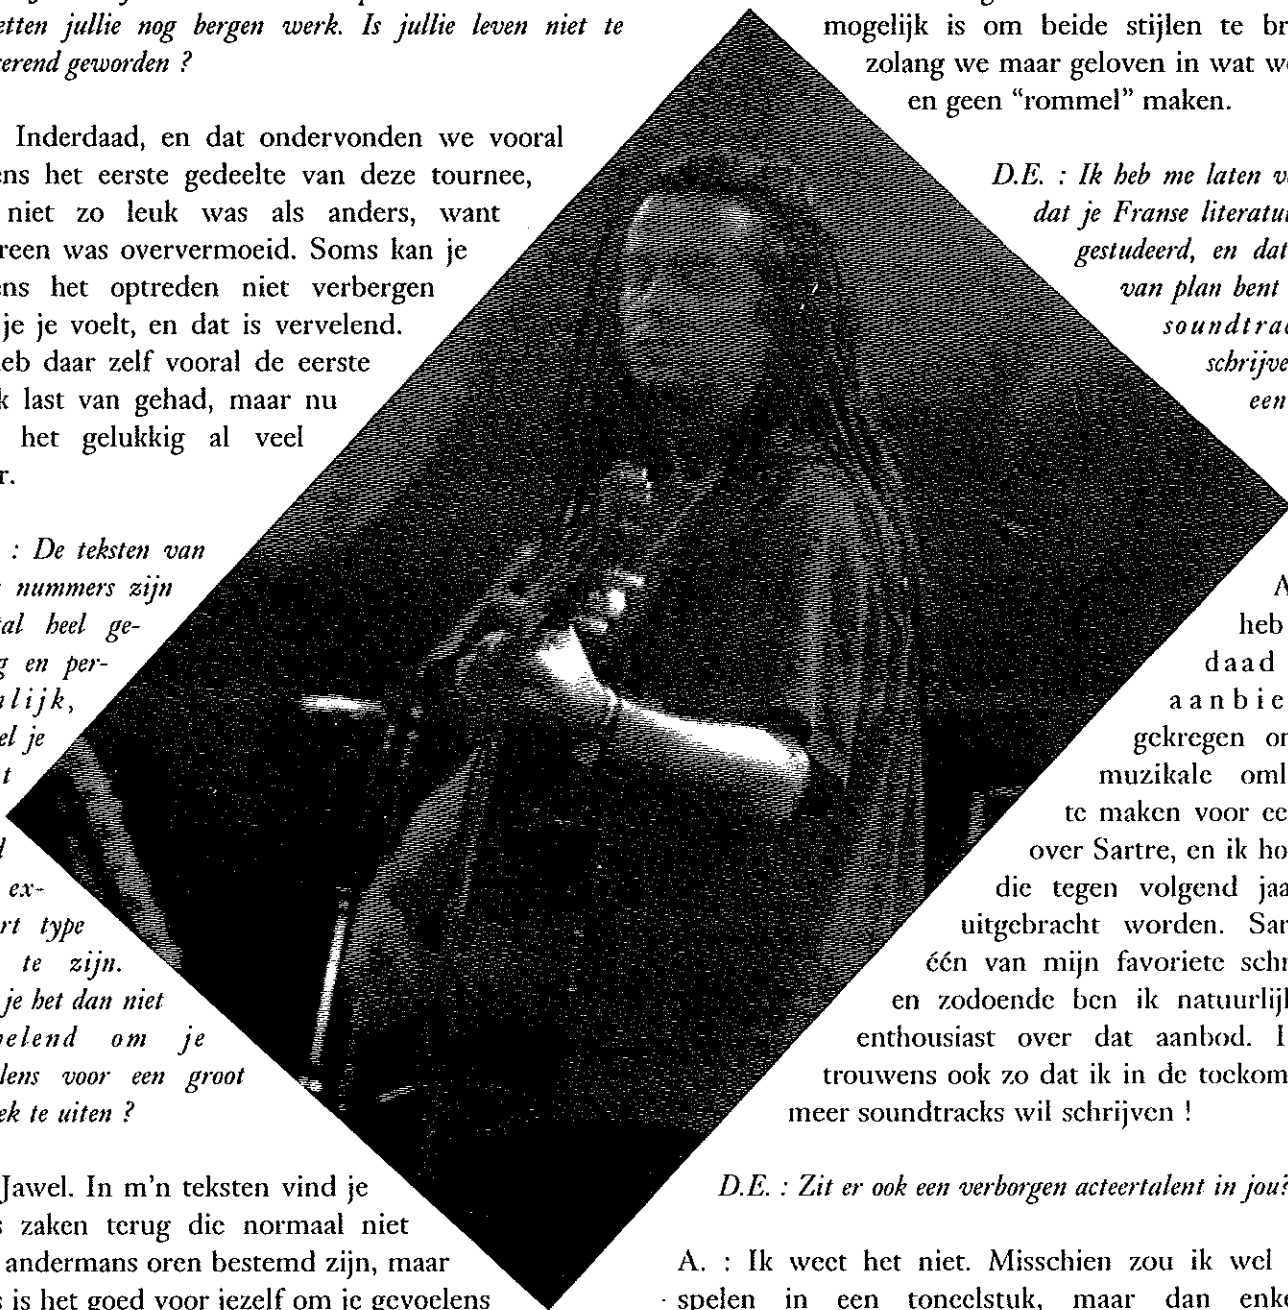 etten jullie nog bergen werk. Is jullie leven niet te
erend geworden ?
Inderdaad, en dat ondervonden we vooral
ens het eerste gedeelte van deze tournee,
niet zo leuk was als anders, want
reen was oververmoeid. Soms kan je
ens het optreden niet verbergen
je je voelt, en dat is vervelend.
eb daar zelf vooral de eerste
k last van gehad, maar nu
het gelukkig al veel
r.
: De teksten van
nummers zijn
al heel ge-
g en per-
nlijk,
el je
t
ex-
rt type
te zijn.
je het dan niet
elend om je
lens voor een groot
ek te uiten ?
Jawel. In m'n teksten vind je
s zaken terug die normaal niet
andermans oren bestemd zijn, maar
s is het goed voor jezelf om je gevoelens
mogelijk is om beide stijlen te br
zolang we maar geloven in wat w
en geen “rommel” maken.
D.E. : Ik heb me laten v
dat je Franse literatu
gestudeerd, en dat
van plan bent
soundtra
schrijve
een
A
heb
daad
aanbie
gekregen o
muzikale oml
te maken voor ee
over Sartre, en ik ho
die tegen volgend jaa
uitgebracht worden. Sar
één van mijn favoriete schr
en zodoende ben ik natuurlij
enthousiast over dat aanbod. I
trouwens ook zo dat ik in de toekom
meer soundtracks wil schrijven !
D.E. : Zit er ook een verborgen acteertalent in jou?
A. : Ik weet het niet. Misschien zou ik wel
spelen in een toneelstuk, maar dan enk